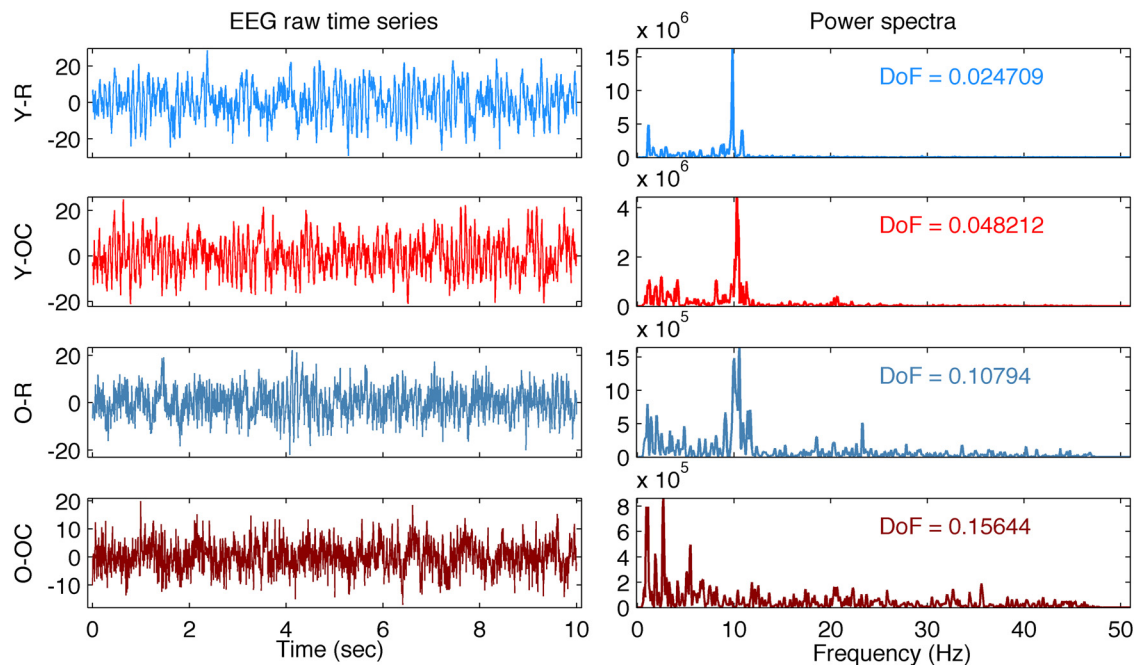 EEG raw time series
Power spectra
Y-R
20
0
-20
x 10^6
15
10
5
0
DoF = 0.024709
Y-OC
20
0
-20
x 10^6
4
2
0
DoF = 0.048212
O-R
20
0
-20
x 10^5
15
10
5
0
DoF = 0.10794
O-OC
20
10
0
-10
x 10^5
8
6
4
2
0
DoF = 0.15644
0 2 4 6 8 10
Time (sec)
0 10 20 30 40 50
Frequency (Hz)